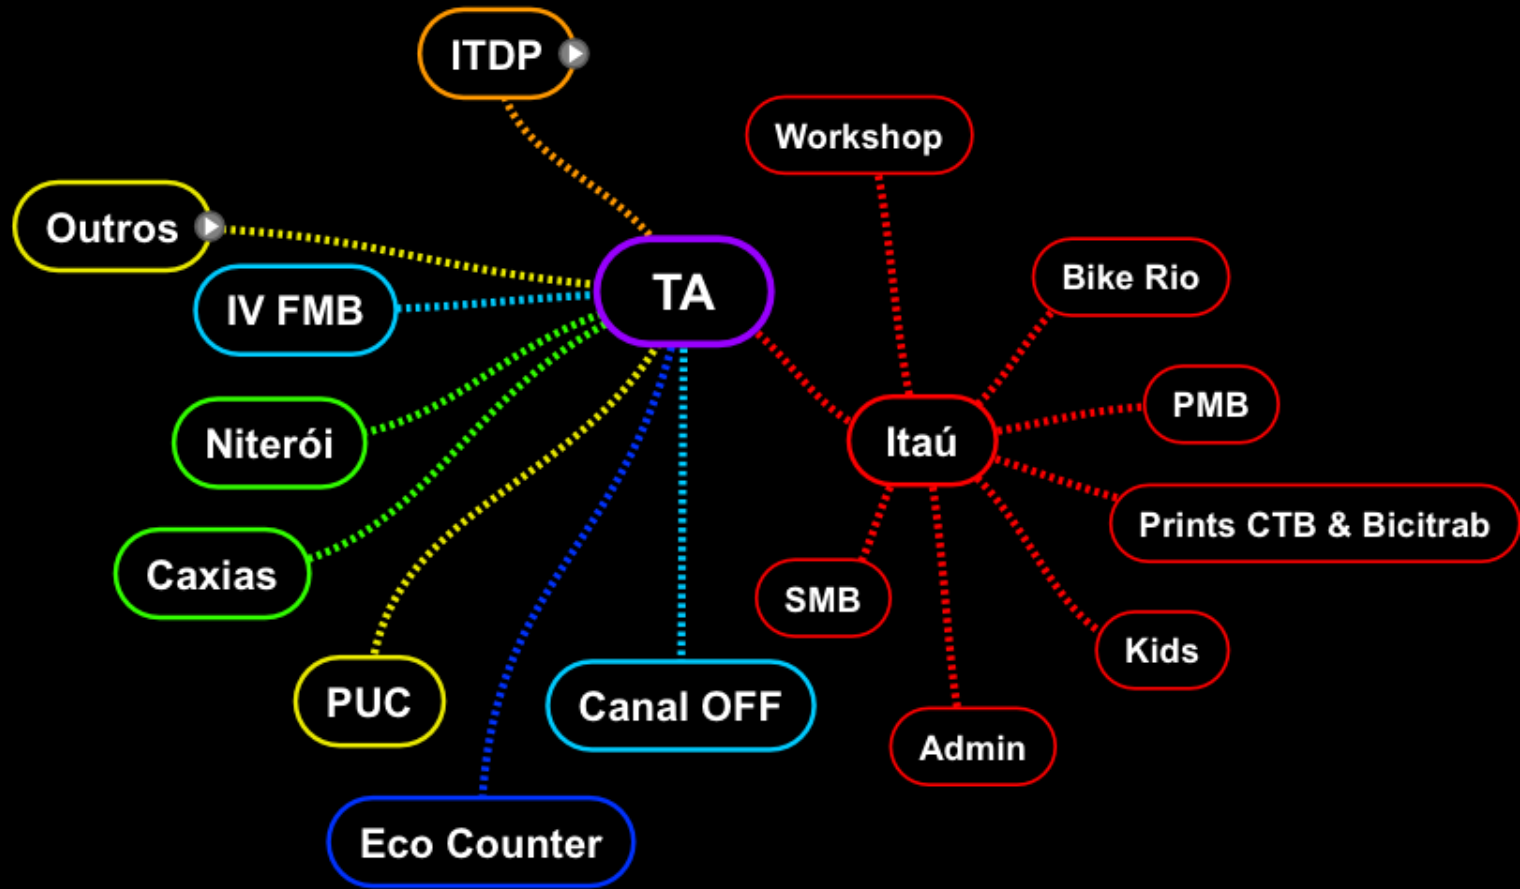 ITDP
Workshop
Outros
Bike Rio
TA
IV FMB
PMB
Niterói
Itaú
Prints CTB & Bicitrab
Caxias
SMB
Kids
PUC
Canal OFF
Admin
Eco Counter